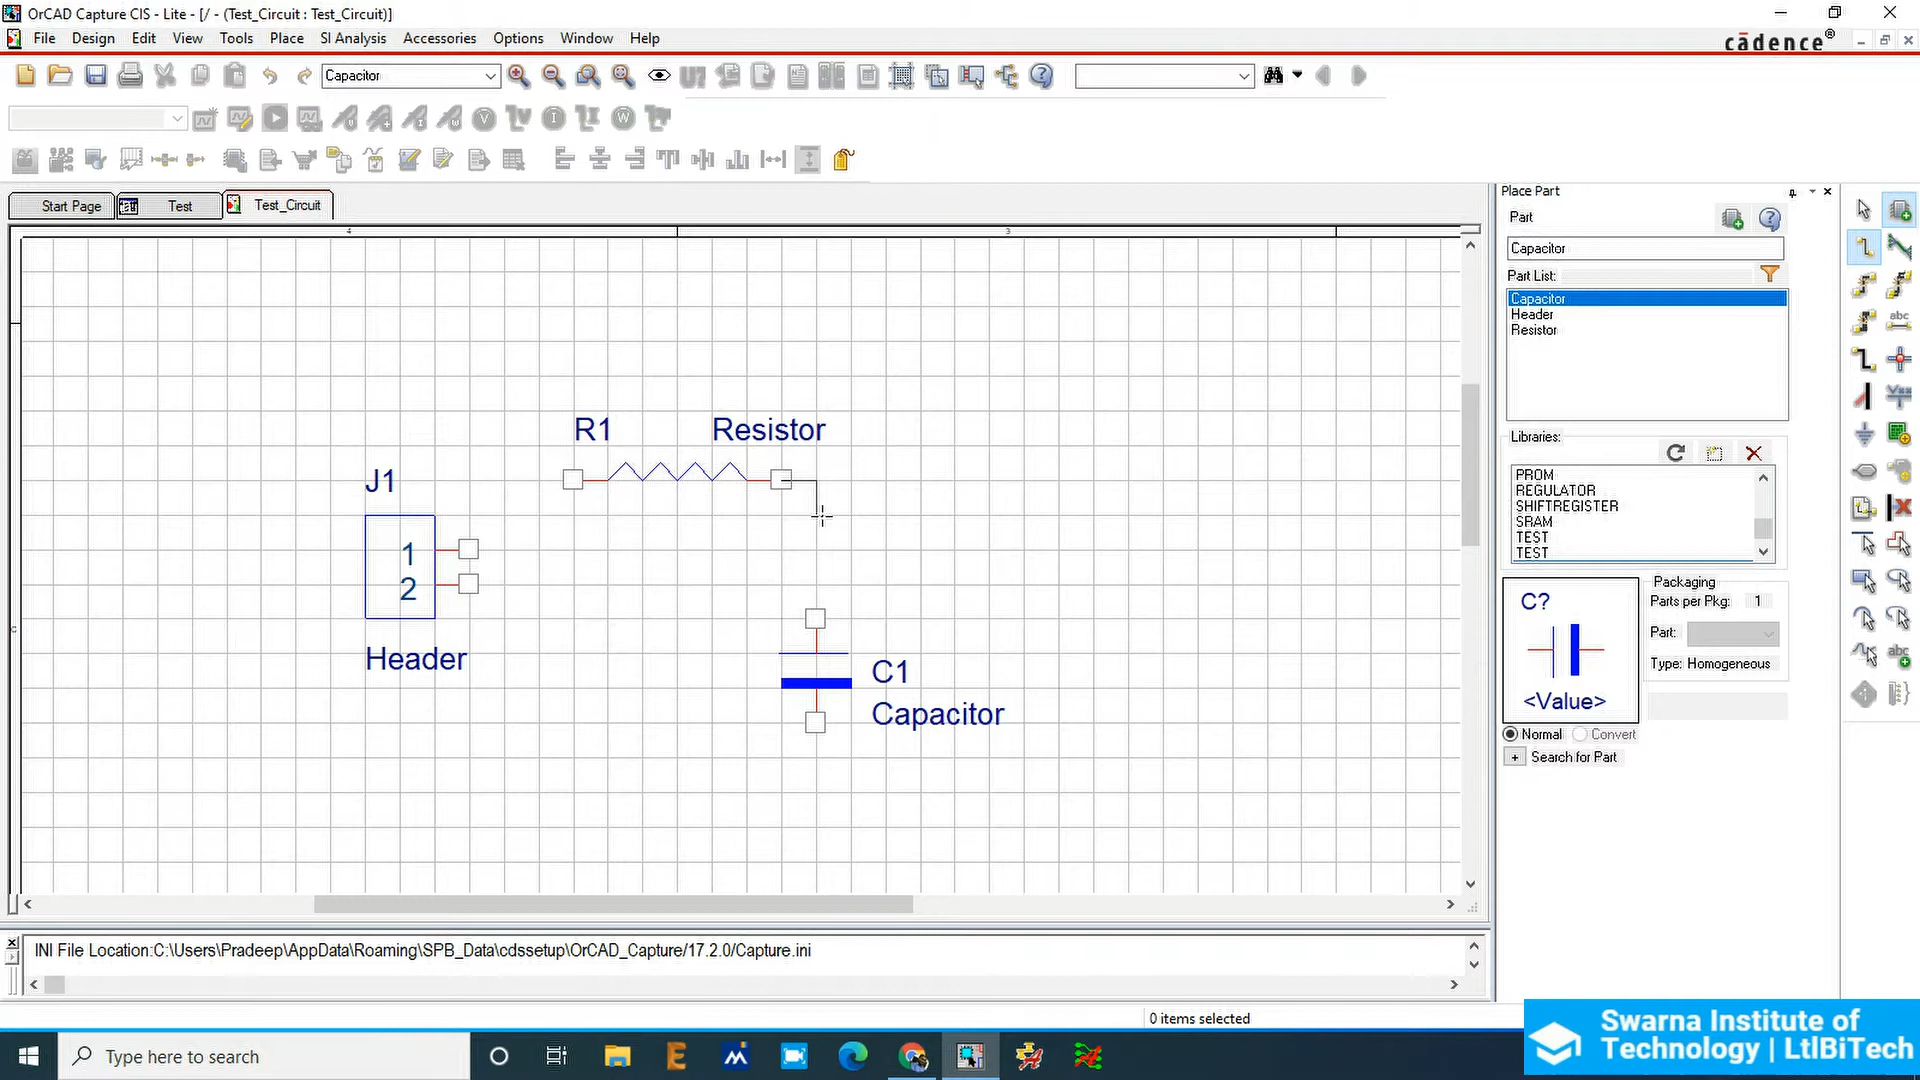 OrCAD Capture CIS - Lite - [/ - (Test_Circuit : Test_Circuit)]
File Edit View Tools Place SI Analysis Accessories Options Window Help
cādence®
Capacitor
Start Page
Test
Test_Circuit
4
3
C
R1
Resistor
J1
1
2
Header
C1
Capacitor
Place Part
Part
Capacitor
Part List:
Capacitor
Header
Resistor
Libraries:
PROM
REGULATOR
SHIFTREGISTER
SRAM
TEST
TEST
C?
<Value>
Packaging
Parts per Pkg: 1
Part:
Type: Homogeneous
Normal Convert
+ Search for Part
INI File Location:C:\Users\Pradeep\AppData\Roaming\SPB_Data\cdssetup\OrCAD_Capture/17.2.0/Capture.ini
0 items selected
Type here to search
Swarna Institute of
Technology | LtIBiTech